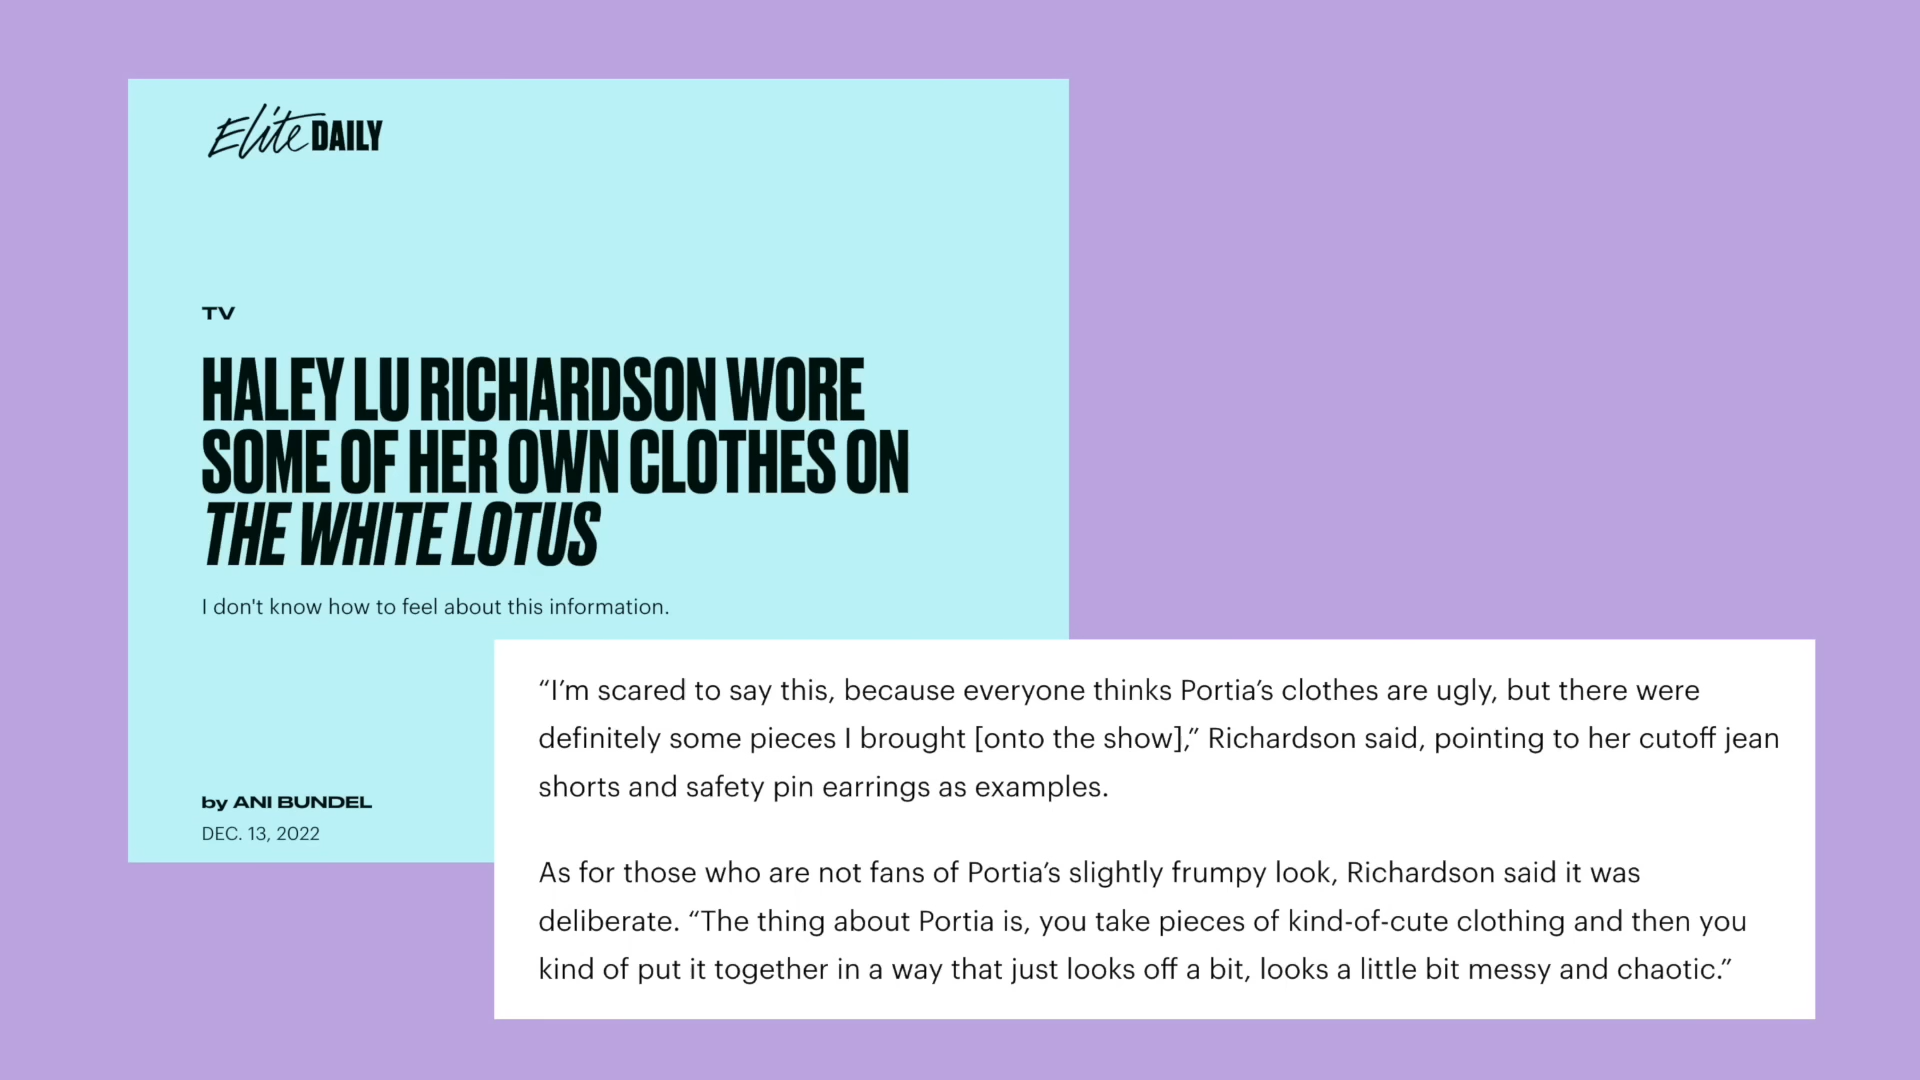 Elite DAILY
TV
HALEY LU RICHARDSON WORE
SOME OF HER OWN CLOTHES ON
THE WHITE LOTUS
I don't know how to feel about this information.
by ANI BUNDEL
DEC. 13, 2022
“I’m scared to say this, because everyone thinks Portia’s clothes are ugly, but there were
definitely some pieces I brought [onto the show],” Richardson said, pointing to her cutoff jean
shorts and safety pin earrings as examples.
As for those who are not fans of Portia’s slightly frumpy look, Richardson said it was
deliberate. “The thing about Portia is, you take pieces of kind-of-cute clothing and then you
kind of put it together in a way that just looks off a bit, looks a little bit messy and chaotic.”